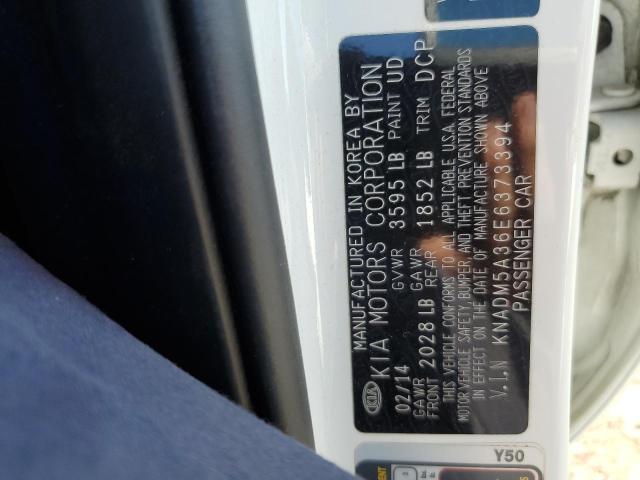 MANUFACTURED IN KOREA BY
KIA KIA MOTORS CORPORATION
02/14 GVWR 3595 LB PAINT UD
GAWR FRONT 2028 LB GAWR REAR 1852 LB TRIM DCP
THIS VEHICLE CONFORMS TO ALL APPLICABLE U.S.A. FEDERAL
MOTOR VEHICLE SAFETY, BUMPER, AND THEFT PREVENTION STANDARDS
IN EFFECT ON THE DATE OF MANUFACTURE SHOWN ABOVE
V.I.N KNADM5A36E6373394
PASSENGER CAR
Y50